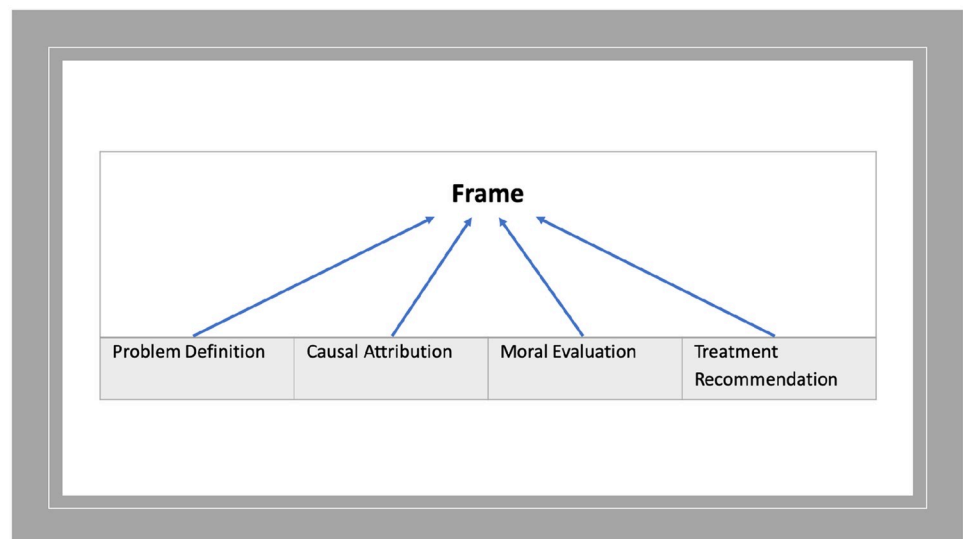 Frame
Problem Definition
Causal Attribution
Moral Evaluation
Treatment
Recommendation